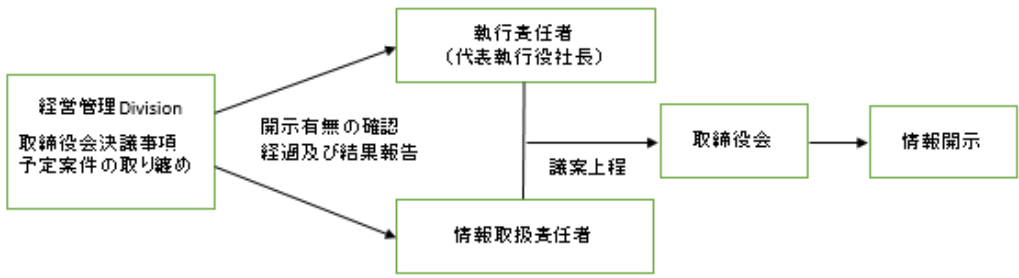 経営管理Division
取締役会決議事項
予定案件の取り纏め
開示有無の確認
経過及び結果報告
執行責任者
（代表執行役社長）
情報取扱責任者
議案上程
取締役会
情報開示